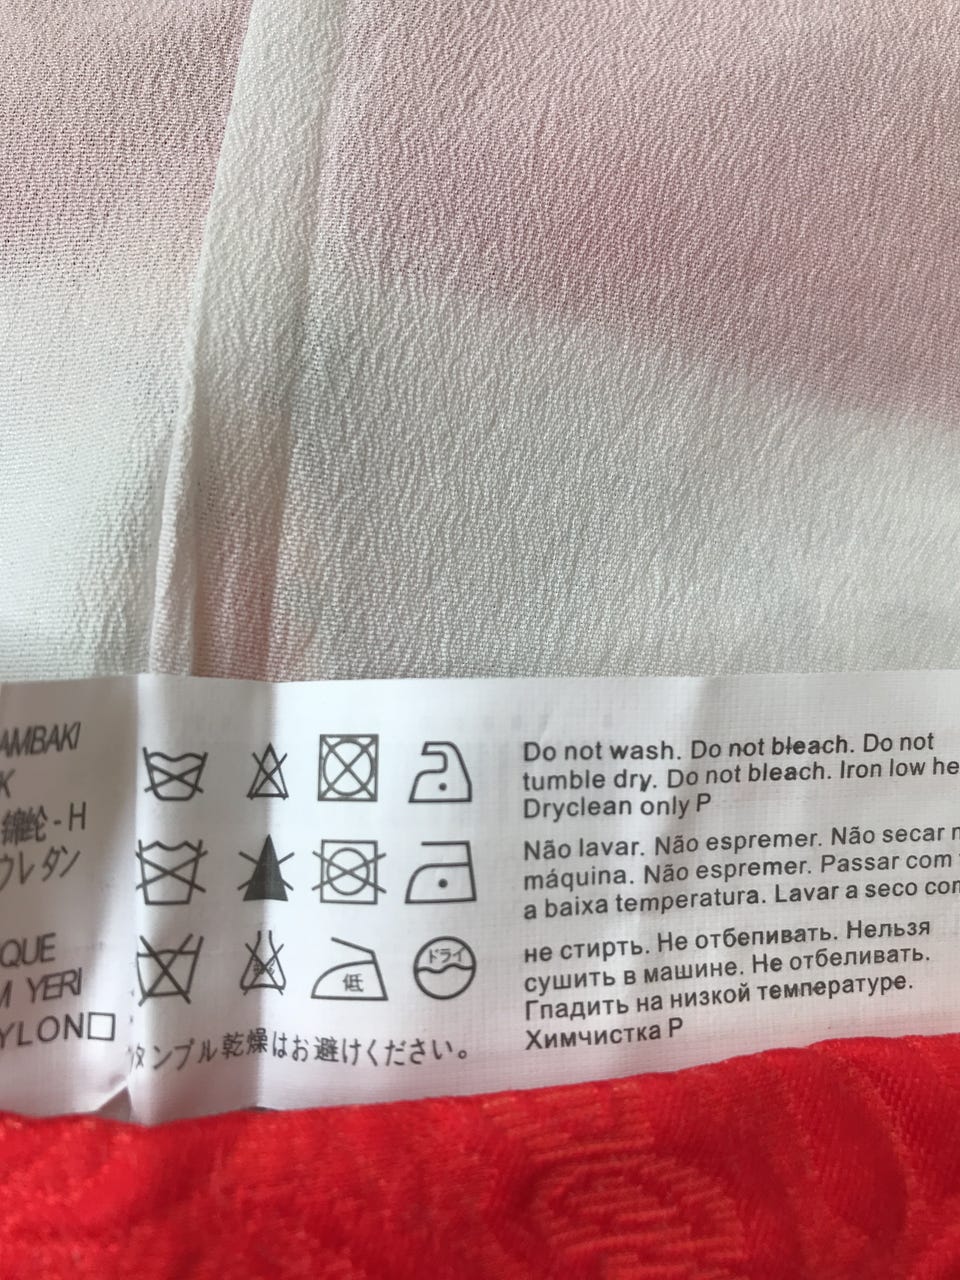 AMBAKI
K
綿纶 - H
ウレタン
QUE
M YERI
YLON□
低
ドライ
タンブル乾燥はお避けください。
Do not wash. Do not bleach. Do not
tumble dry. Do not bleach. Iron low he
Dryclean only P
Não lavar. Não espremer. Não secar n
máquina. Não espremer. Passar com
a baixa temperatura. Lavar a seco com
не стирть. Не отбепивать. Нельзя
сушить в машине. Не отбеливать.
Гпадить на низкой температуре.
Химчистка P